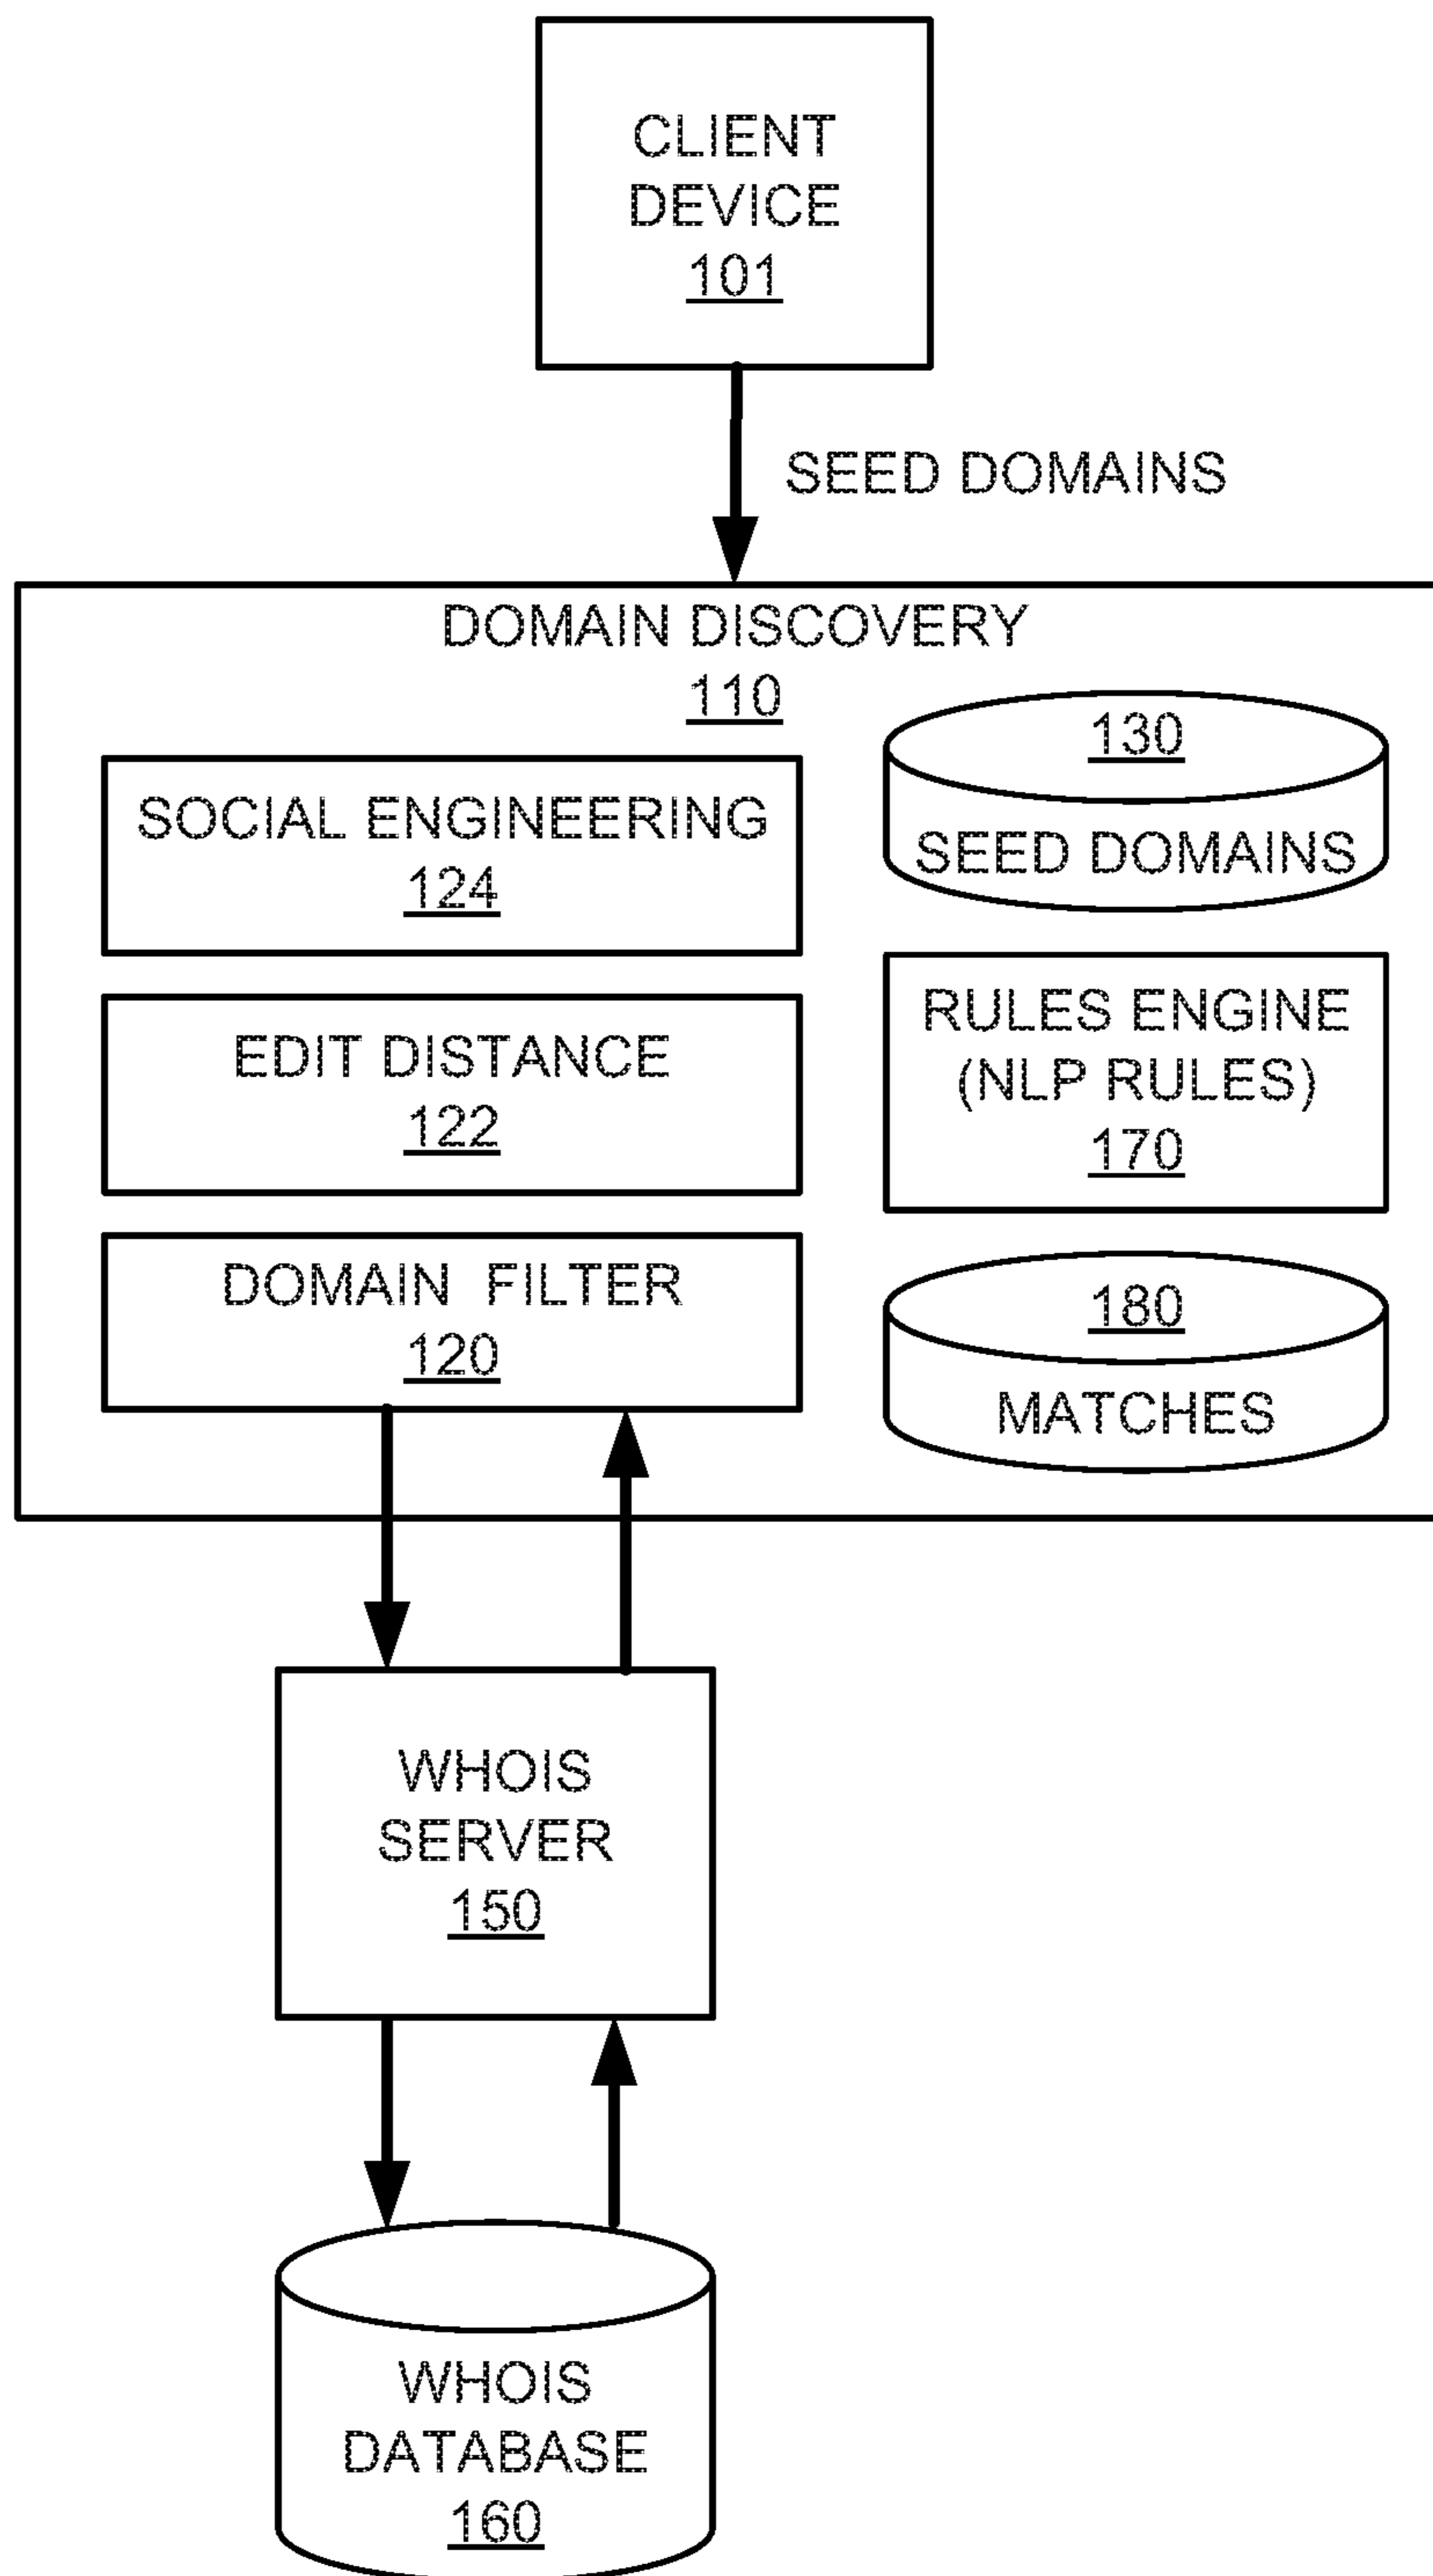 CLIENT
DEVICE
101
SEED DOMAINS
DOMAIN DISCOVERY
110
SOCIAL ENGINEERING
124
EDIT DISTANCE
122
DOMAIN FILTER
120
130
SEED DOMAINS
RULES ENGINE
(NLP RULES)
170
180
MATCHES
WHOIS
SERVER
150
WHOIS
DATABASE
160